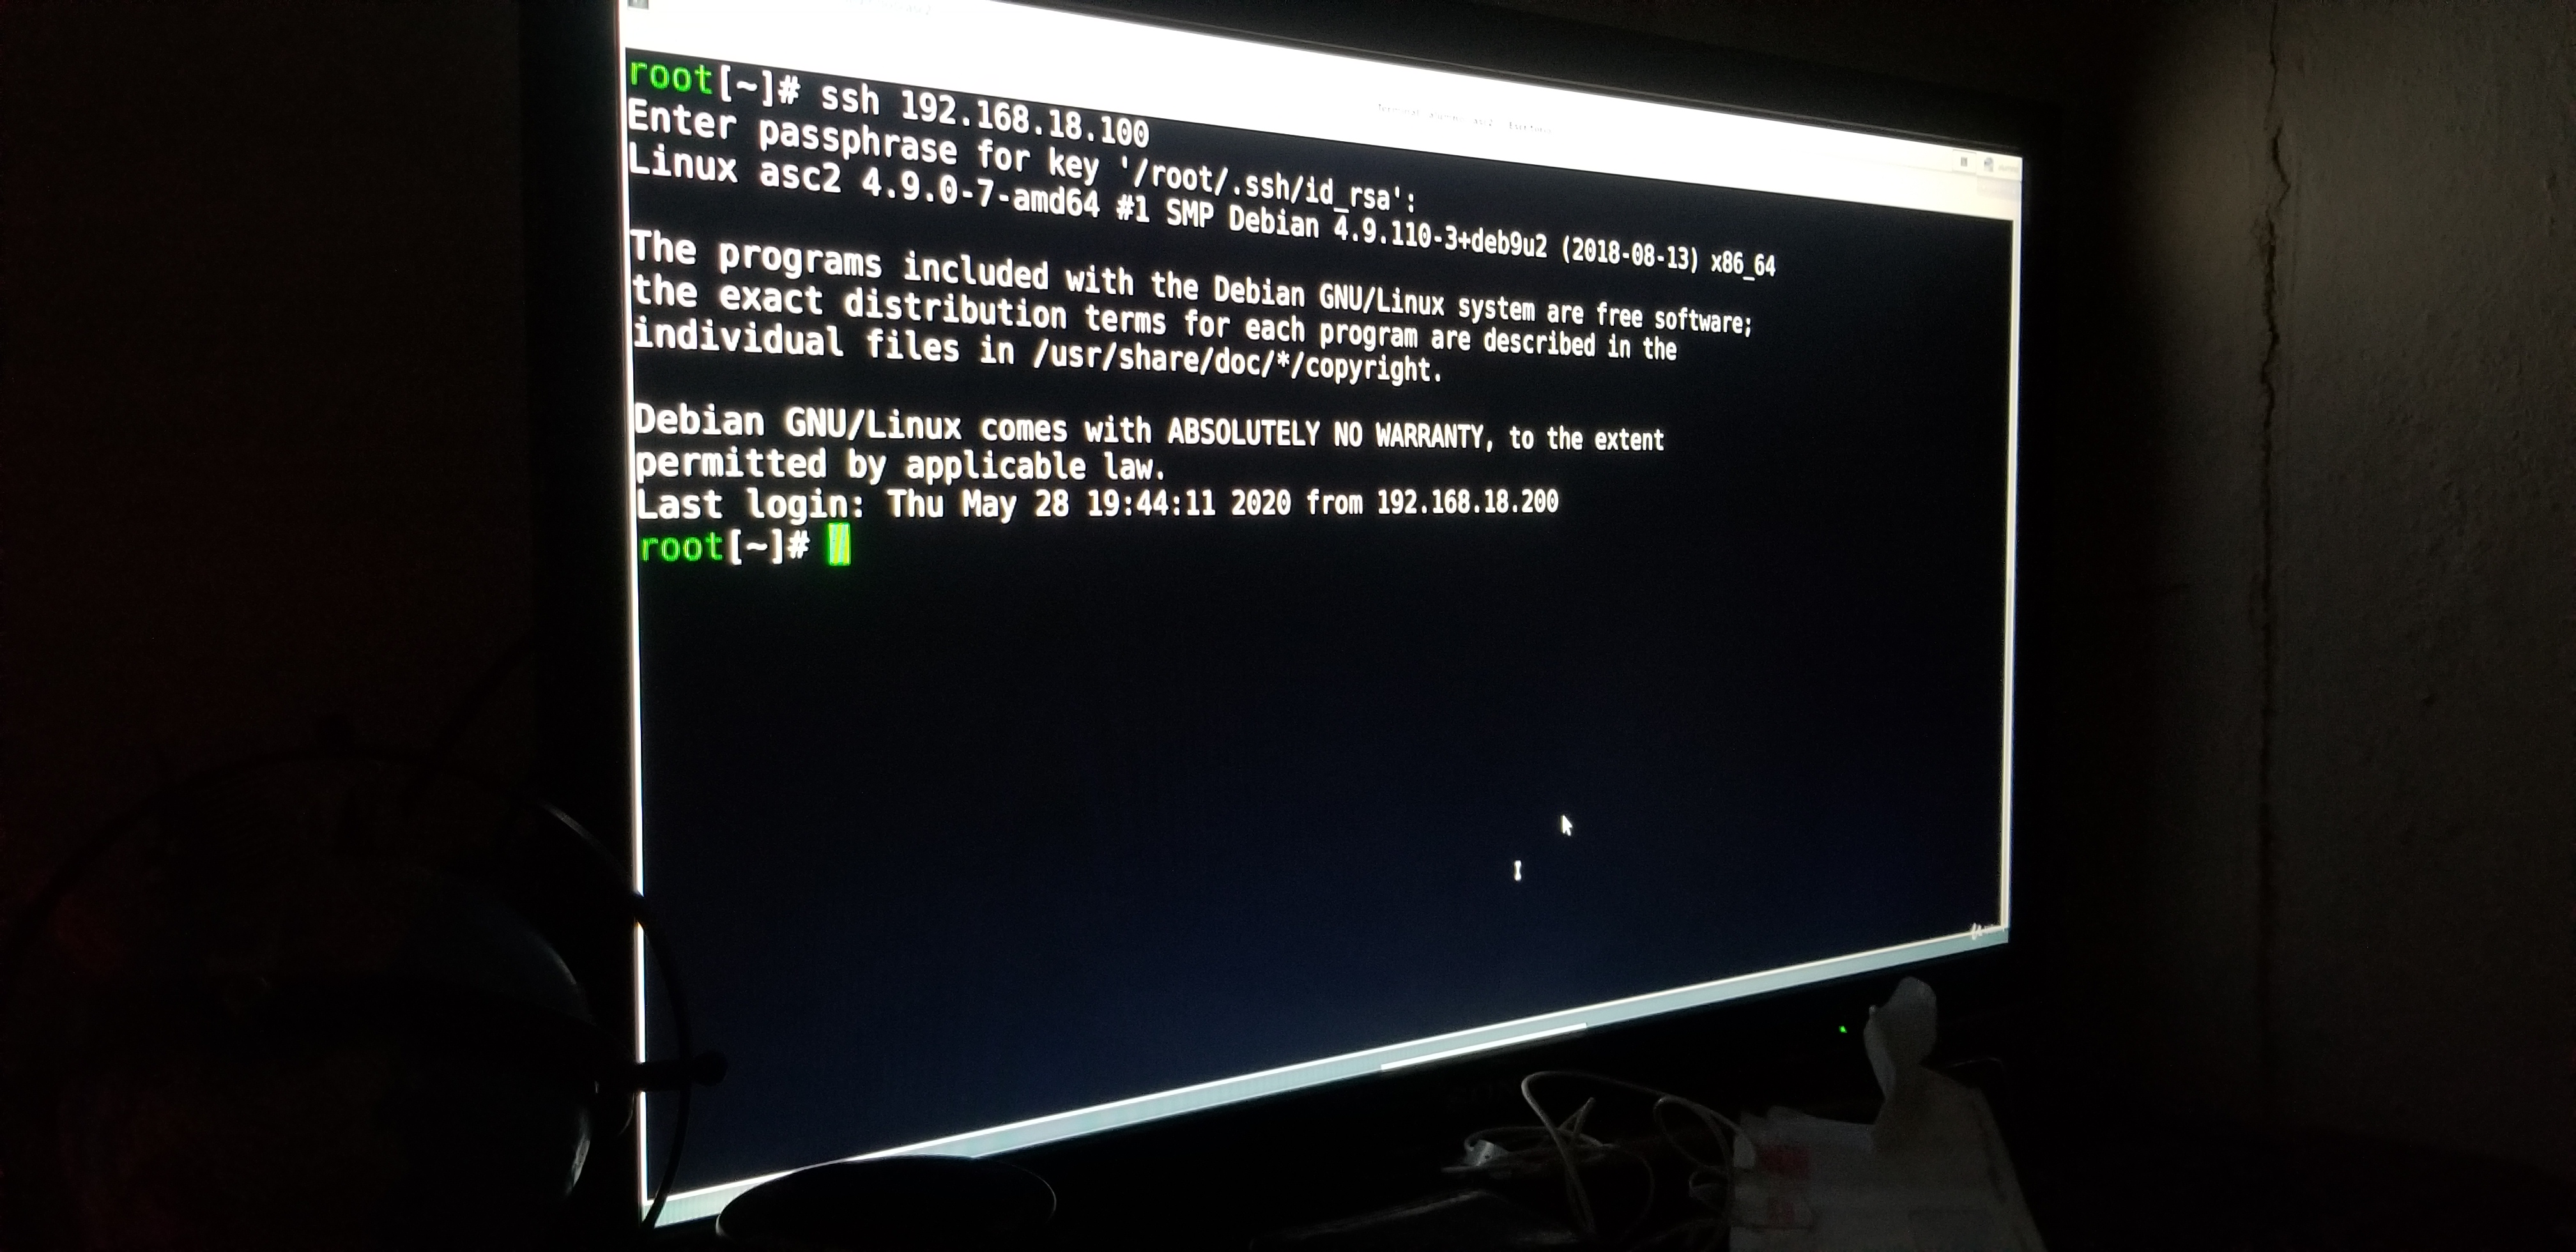 root[~]# ssh 192.168.18.100
Enter passphrase for key '/root/.ssh/id_rsa':
Linux asc2 4.9.0-7-amd64 #1 SMP Debian 4.9.110-3+deb9u2 (2018-08-13) x86_64
The programs included with the Debian GNU/Linux system are free software;
the exact distribution terms for each program are described in the
individual files in /usr/share/doc/*/copyright.
Debian GNU/Linux comes with ABSOLUTELY NO WARRANTY, to the extent
permitted by applicable law.
Last login: Thu May 28 19:44:11 2020 from 192.168.18.200
root[~]#